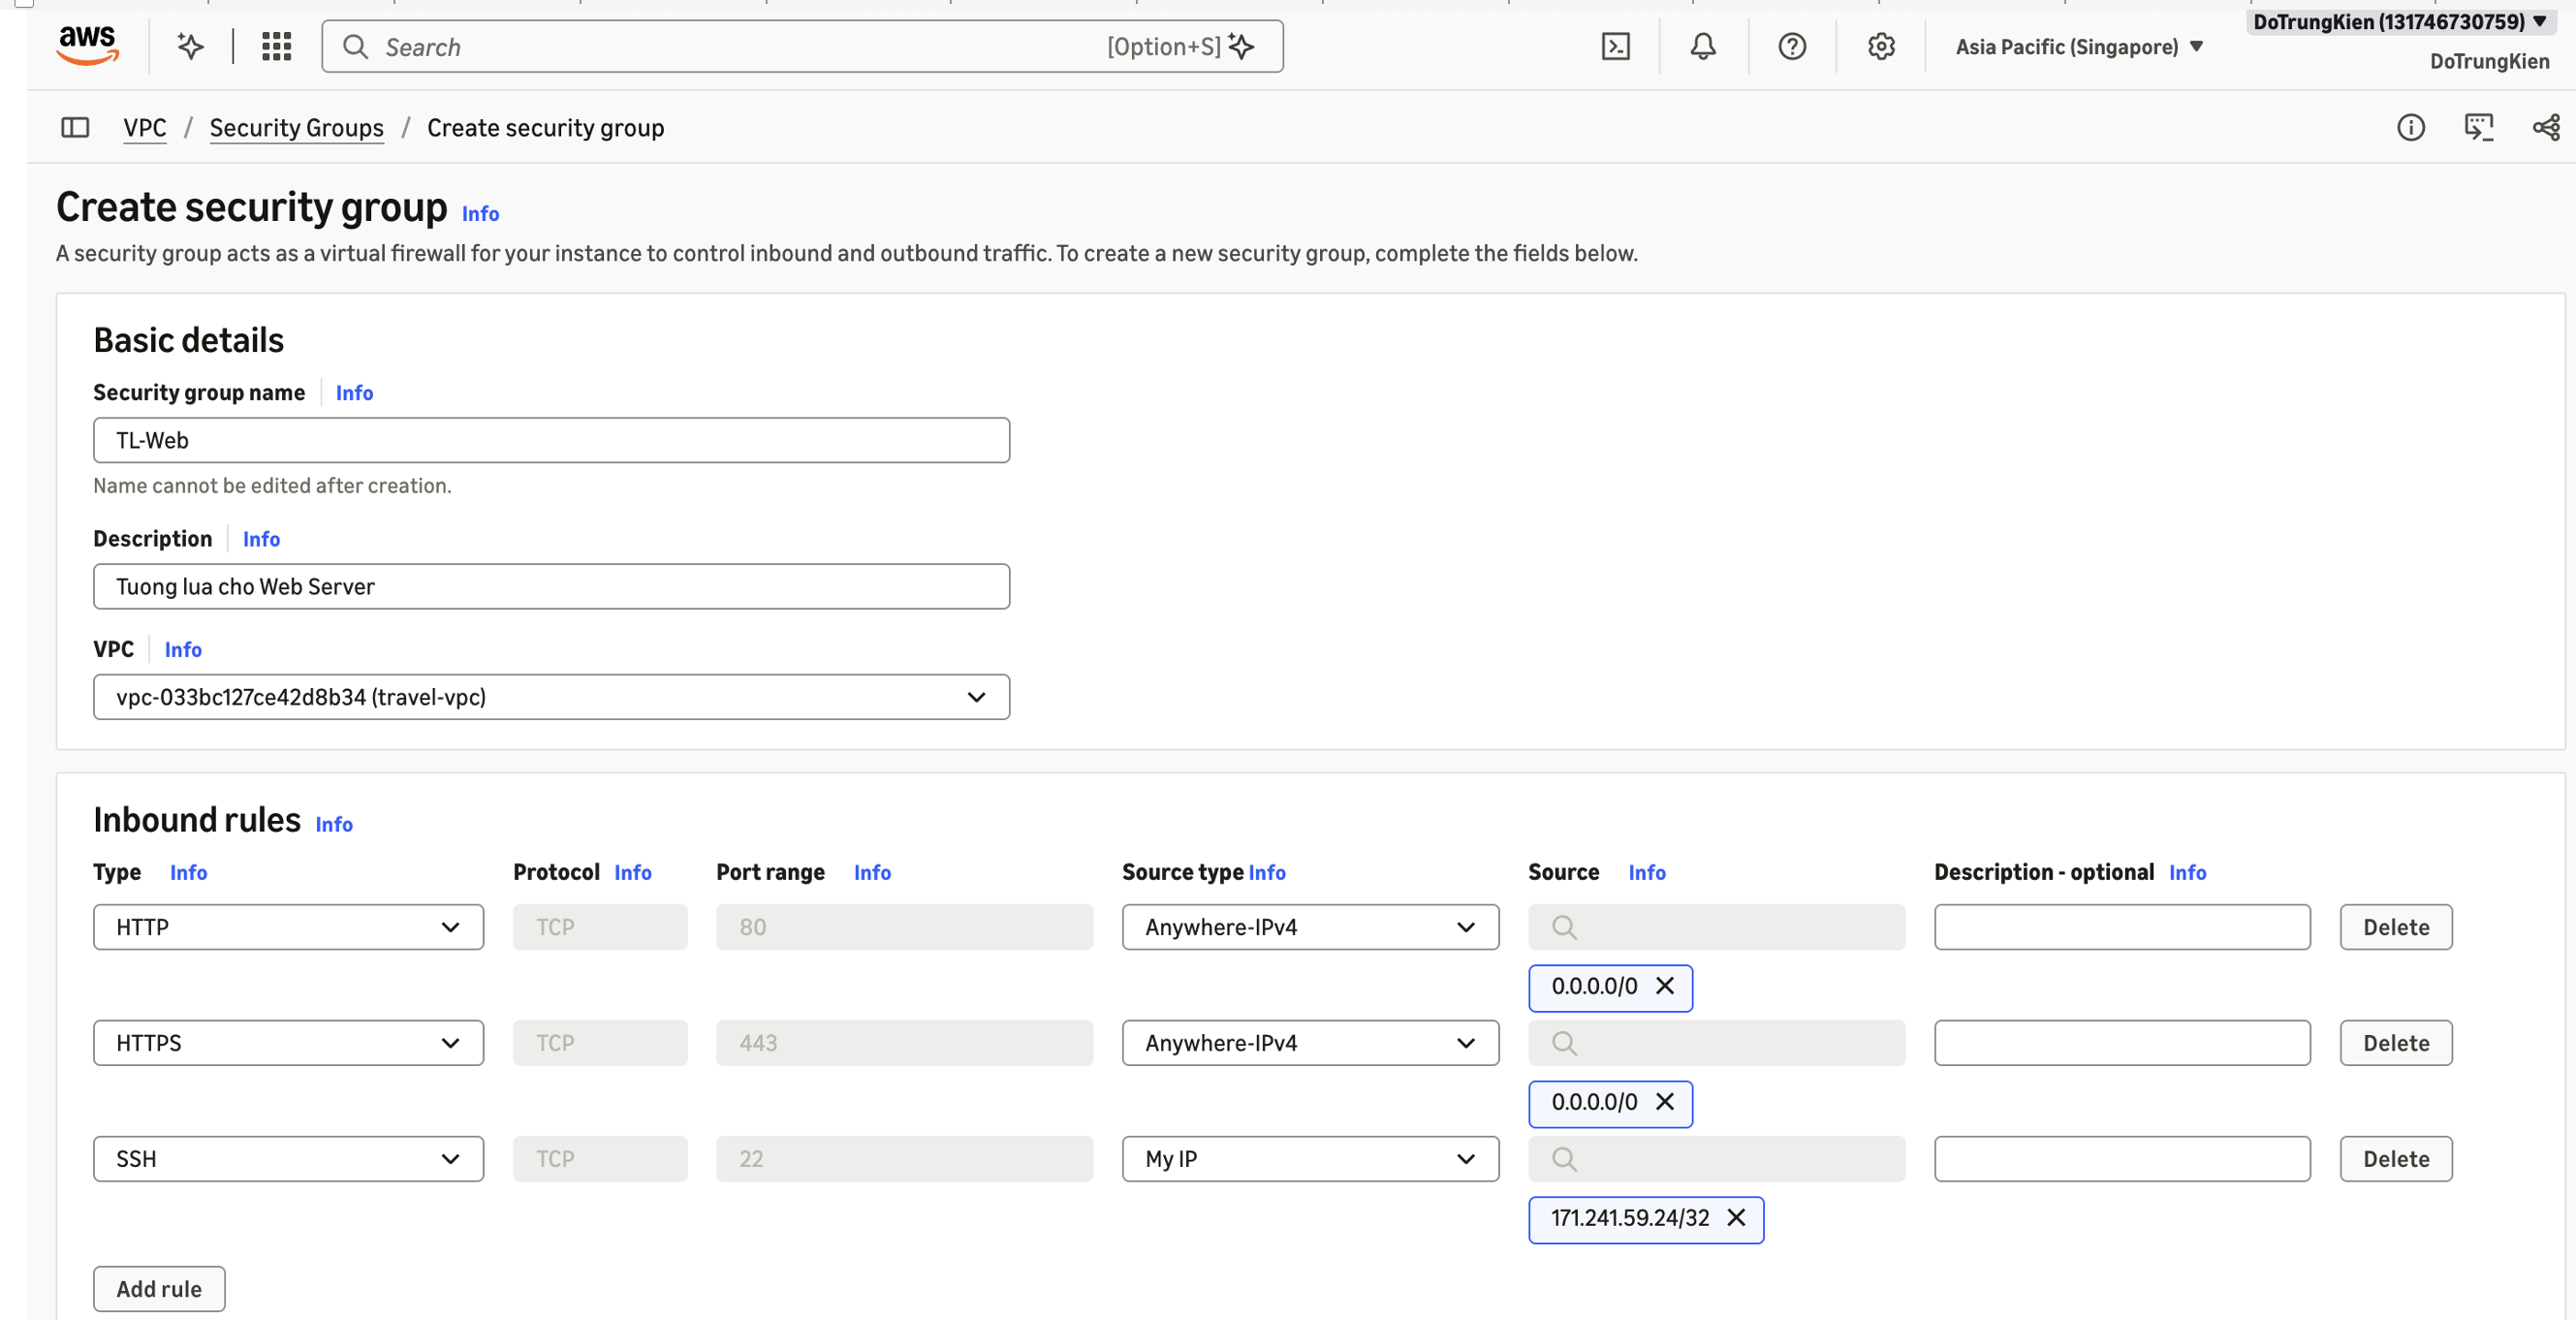 DoTrungKien (131746730759)
aws
Search [Option+S]
Asia Pacific (Singapore)
DoTrungKien
VPC / Security Groups / Create security group
Create security group Info
A security group acts as a virtual firewall for your instance to control inbound and outbound traffic. To create a new security group, complete the fields below.
Basic details
Security group name Info
TL-Web
Name cannot be edited after creation.
Description Info
Tuong lua cho Web Server
VPC Info
vpc-033bc127ce42d8b34 (travel-vpc)
Inbound rules Info
Type Info Protocol Info Port range Info Source type Info Source Info Description - optional Info
HTTP TCP 80 Anywhere-IPv4 Delete
0.0.0.0/0
HTTPS TCP 443 Anywhere-IPv4 Delete
0.0.0.0/0
SSH TCP 22 My IP Delete
171.241.59.24/32
Add rule